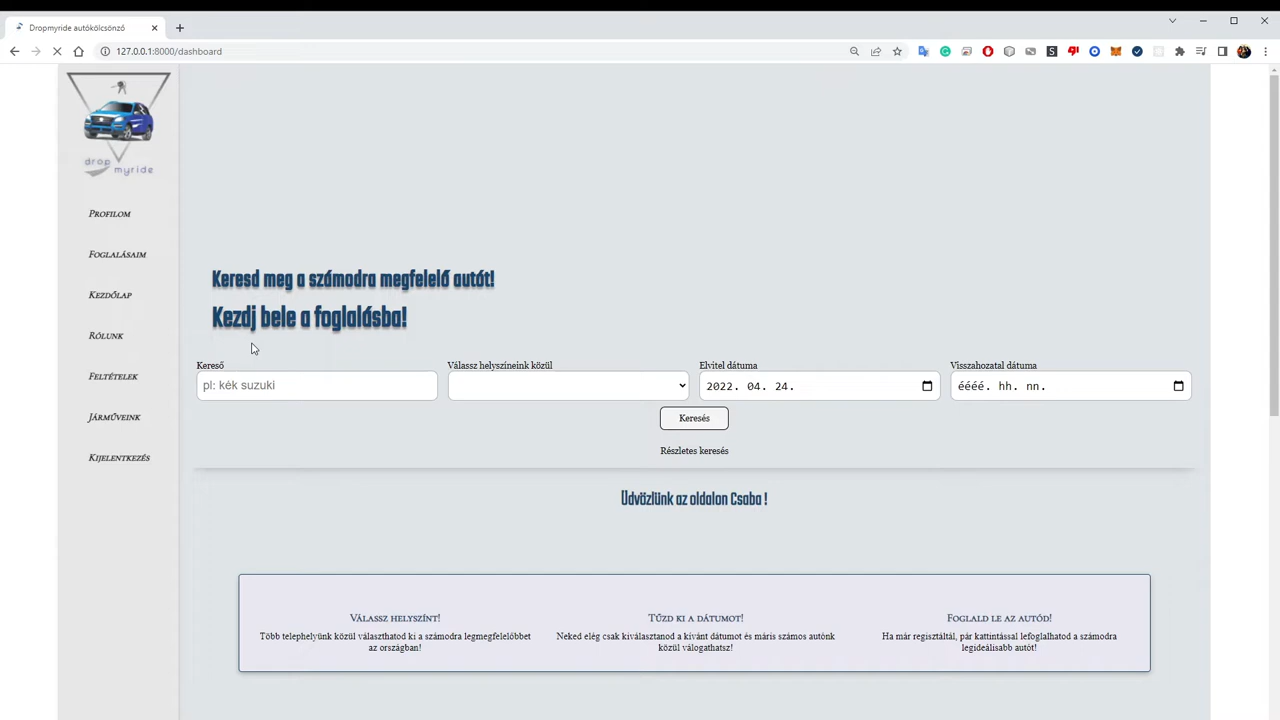 Dropmyride autókölcsönző
127.0.0.1:8000/dashboard
drop
myride
Profilom
Foglalásaim
Kezdőlap
Rólunk
Feltételek
Járműveink
Kijelentkezés
Keresd meg a számodra megfelelő autót!
Kezdj bele a foglalásba!
Kereső
Válassz helyszíneink közül
Elvitel dátuma
Visszahozatal dátuma
pl: kék suzuki
2022. 04. 24.
éééé. hh. nn.
Keresés
Részletes keresés
Üdvözlünk az oldalon Csaba !
Válassz helyszínt!
Több telephelyünk közül választhatod ki a számodra legmegfelelőbbet
az országban!
Tűzd ki a dátumot!
Neked elég csak kiválasztanod a kívánt dátumot és máris számos autónk
közül válogathatsz!
Foglald le az autód!
Ha már regisztáltál, pár kattintással lefoglalhatod a számodra
legideálisabb autót!